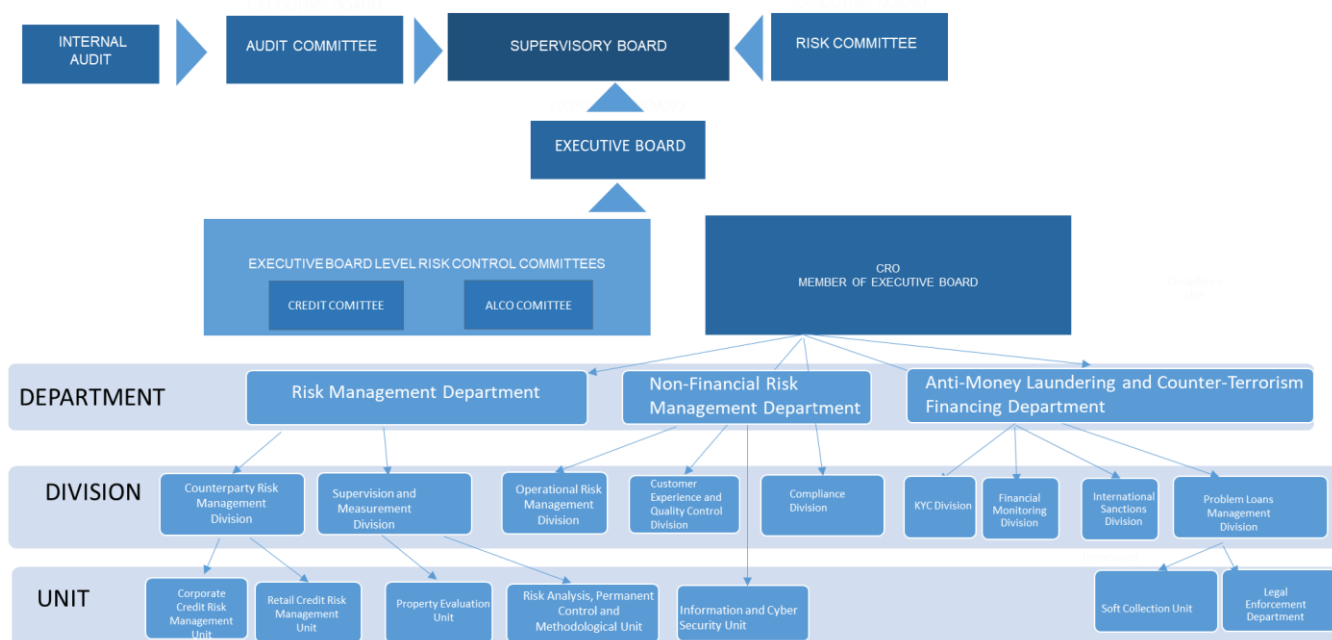 INTERNAL
AUDIT
AUDIT COMMITTEE
SUPERVISORY BOARD
RISK COMMITTEE
EXECUTIVE BOARD
EXECUTIVE BOARD LEVEL RISK CONTROL COMMITTEES
CREDIT COMITTEE
ALCO COMITTEE
CRO
MEMBER OF EXECUTIVE BOARD
DEPARTMENT
Risk Management Department
Non-Financial Risk
Management Department
Anti-Money Laundering and Counter-Terrorism
Financing Department
DIVISION
Counterparty Risk
Management
Division
Supervision and
Measurement
Division
Operational Risk
Management
Division
Customer
Experience and
Quality Control
Division
Compliance
Division
KYC Division
Financial
Monitoring
Division
International
Sanctions
Division
Problem Loans
Management
Division
UNIT
Corporate
Credit Risk
Management
Unit
Retail Credit Risk
Management
Unit
Property Evaluation
Unit
Risk Analysis, Permanent
Control and
Methodological Unit
Information and Cyber
Security Unit
Soft Collection Unit
Legal
Enforcement
Department